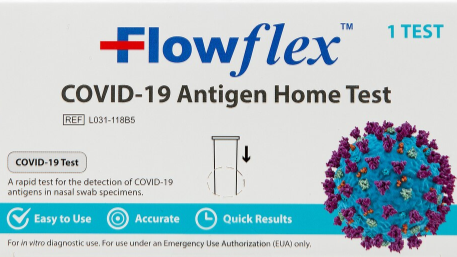 Flowflex™
1 TEST
COVID-19 Antigen Home Test
REF L031-118B5
COVID-19 Test
A rapid test for the detection of COVID-19
antigens in nasal swab specimens.
Easy to Use
Accurate
Quick Results
For in vitro diagnostic use. For use under an Emergency Use Authorization (EUA) only.